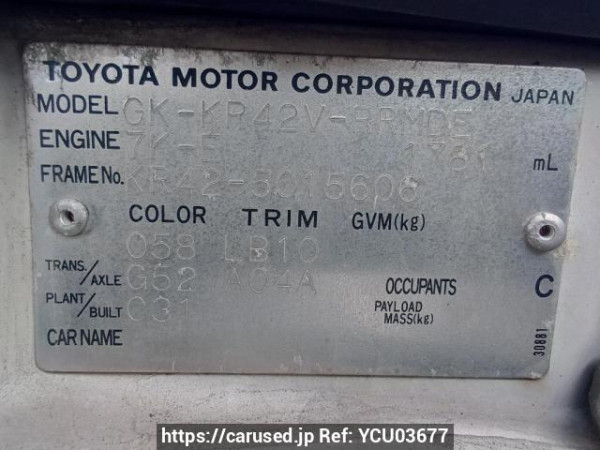 TOYOTA MOTOR CORPORATION JAPAN
MODEL GK-KR42V-RRMDE
ENGINE 7K-E 1781 mL
FRAME No. KR42-5015606
COLOR TRIM GVM(kg)
058 LB10
TRANS./AXLE G52 A04A OCCUPANTS C
PLANT/BUILT C31 PAYLOAD MASS(kg)
CAR NAME
30881
https://carused.jp Ref: YCU03677